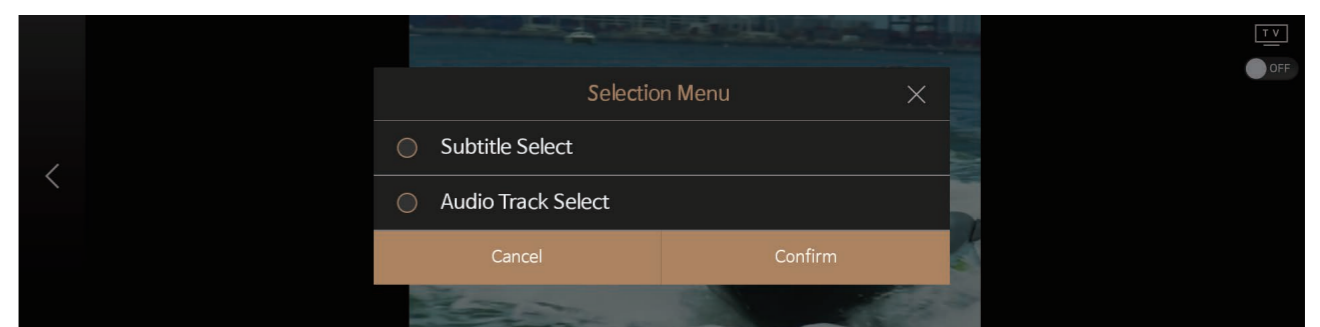 TV
OFF
Selection Menu
Subtitle Select
Audio Track Select
Cancel
Confirm